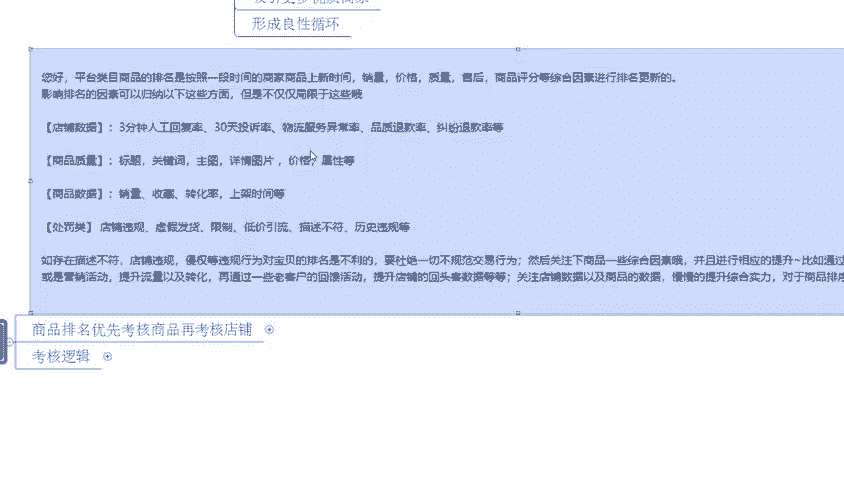 形成良性循环
您好，平台类目商品的排名是按照一段时间的商家商品上新时间，销量，价格，质量，售后，商品评分等综合因素进行排名更新的。
影响排名的因素可以归纳以下这些方面，但是不仅仅局限于这些哦
【店铺数据】：3分钟人工回复率、30天投诉率、物流服务异常率、品质退款率、纠纷退款率等
【商品质量】：标题，关键词，主图，详情图片，价格，属性等
【商品数据】：销量、收藏、转化率，上架时间等
【处罚类】 店铺违规、虚假发货、限制、低价引流、描述不符、历史违规等
如存在描述不符，店铺违规，侵权等违规行为对宝贝的排名是不利的，要杜绝一切不规范交易行为；然后关注下商品一些综合因素哦，并且进行相应的提升~比如通过
或是营销活动，提升流量以及转化，再通过一些老客户的回馈活动，提升店铺的回头客数据等等；关注店铺数据以及商品的数据，慢慢的提升综合实力，对于商品排序
商品排名优先考核商品再考核店铺
考核逻辑